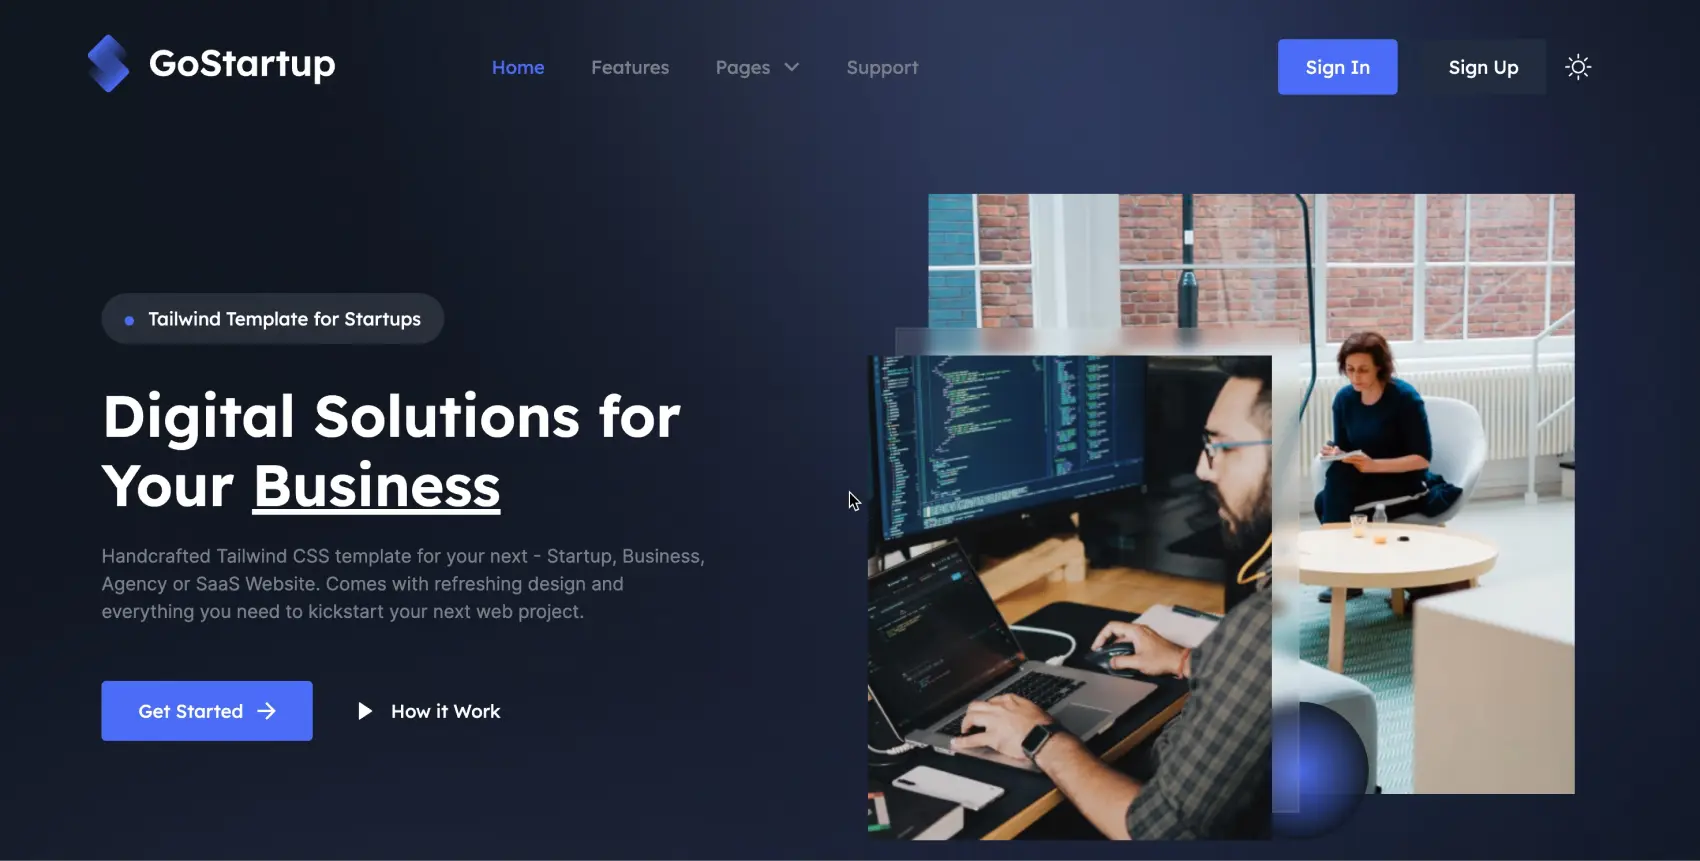 GoStartup
Home
Features
Pages
Support
Sign In
Sign Up
Tailwind Template for Startups
Digital Solutions for
Your Business
Handcrafted Tailwind CSS template for your next - Startup, Business,
Agency or SaaS Website. Comes with refreshing design and
everything you need to kickstart your next web project.
Get Started
How it Work